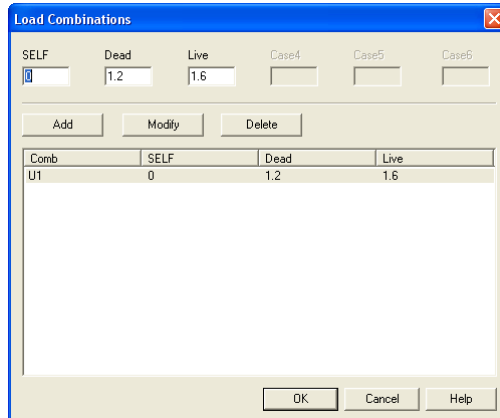 Load Combinations
SELF Dead Live Case4 Case5 Case6
0 1.2 1.6
Add Modify Delete
Comb SELF Dead Live
U1 0 1.2 1.6
OK Cancel Help